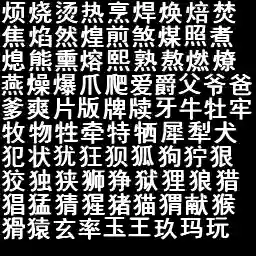 烦烧烫热烹焊焕焙焚
焦焰然煌煎煞煤照煮
熄熊熏熔熙熟熬燃燎
燕燥爆爪爬爱爵父爷爸
爹爽片版牌牍牙牛牡牢
牧物牲牵特牺犀犁犬
犯状犹狂狈狐狗狞狠
狡独狭狮狰狱狸狼猎
猖猛猜猩猪猫猬献猴
猾猿玄率玉王玖玛玩